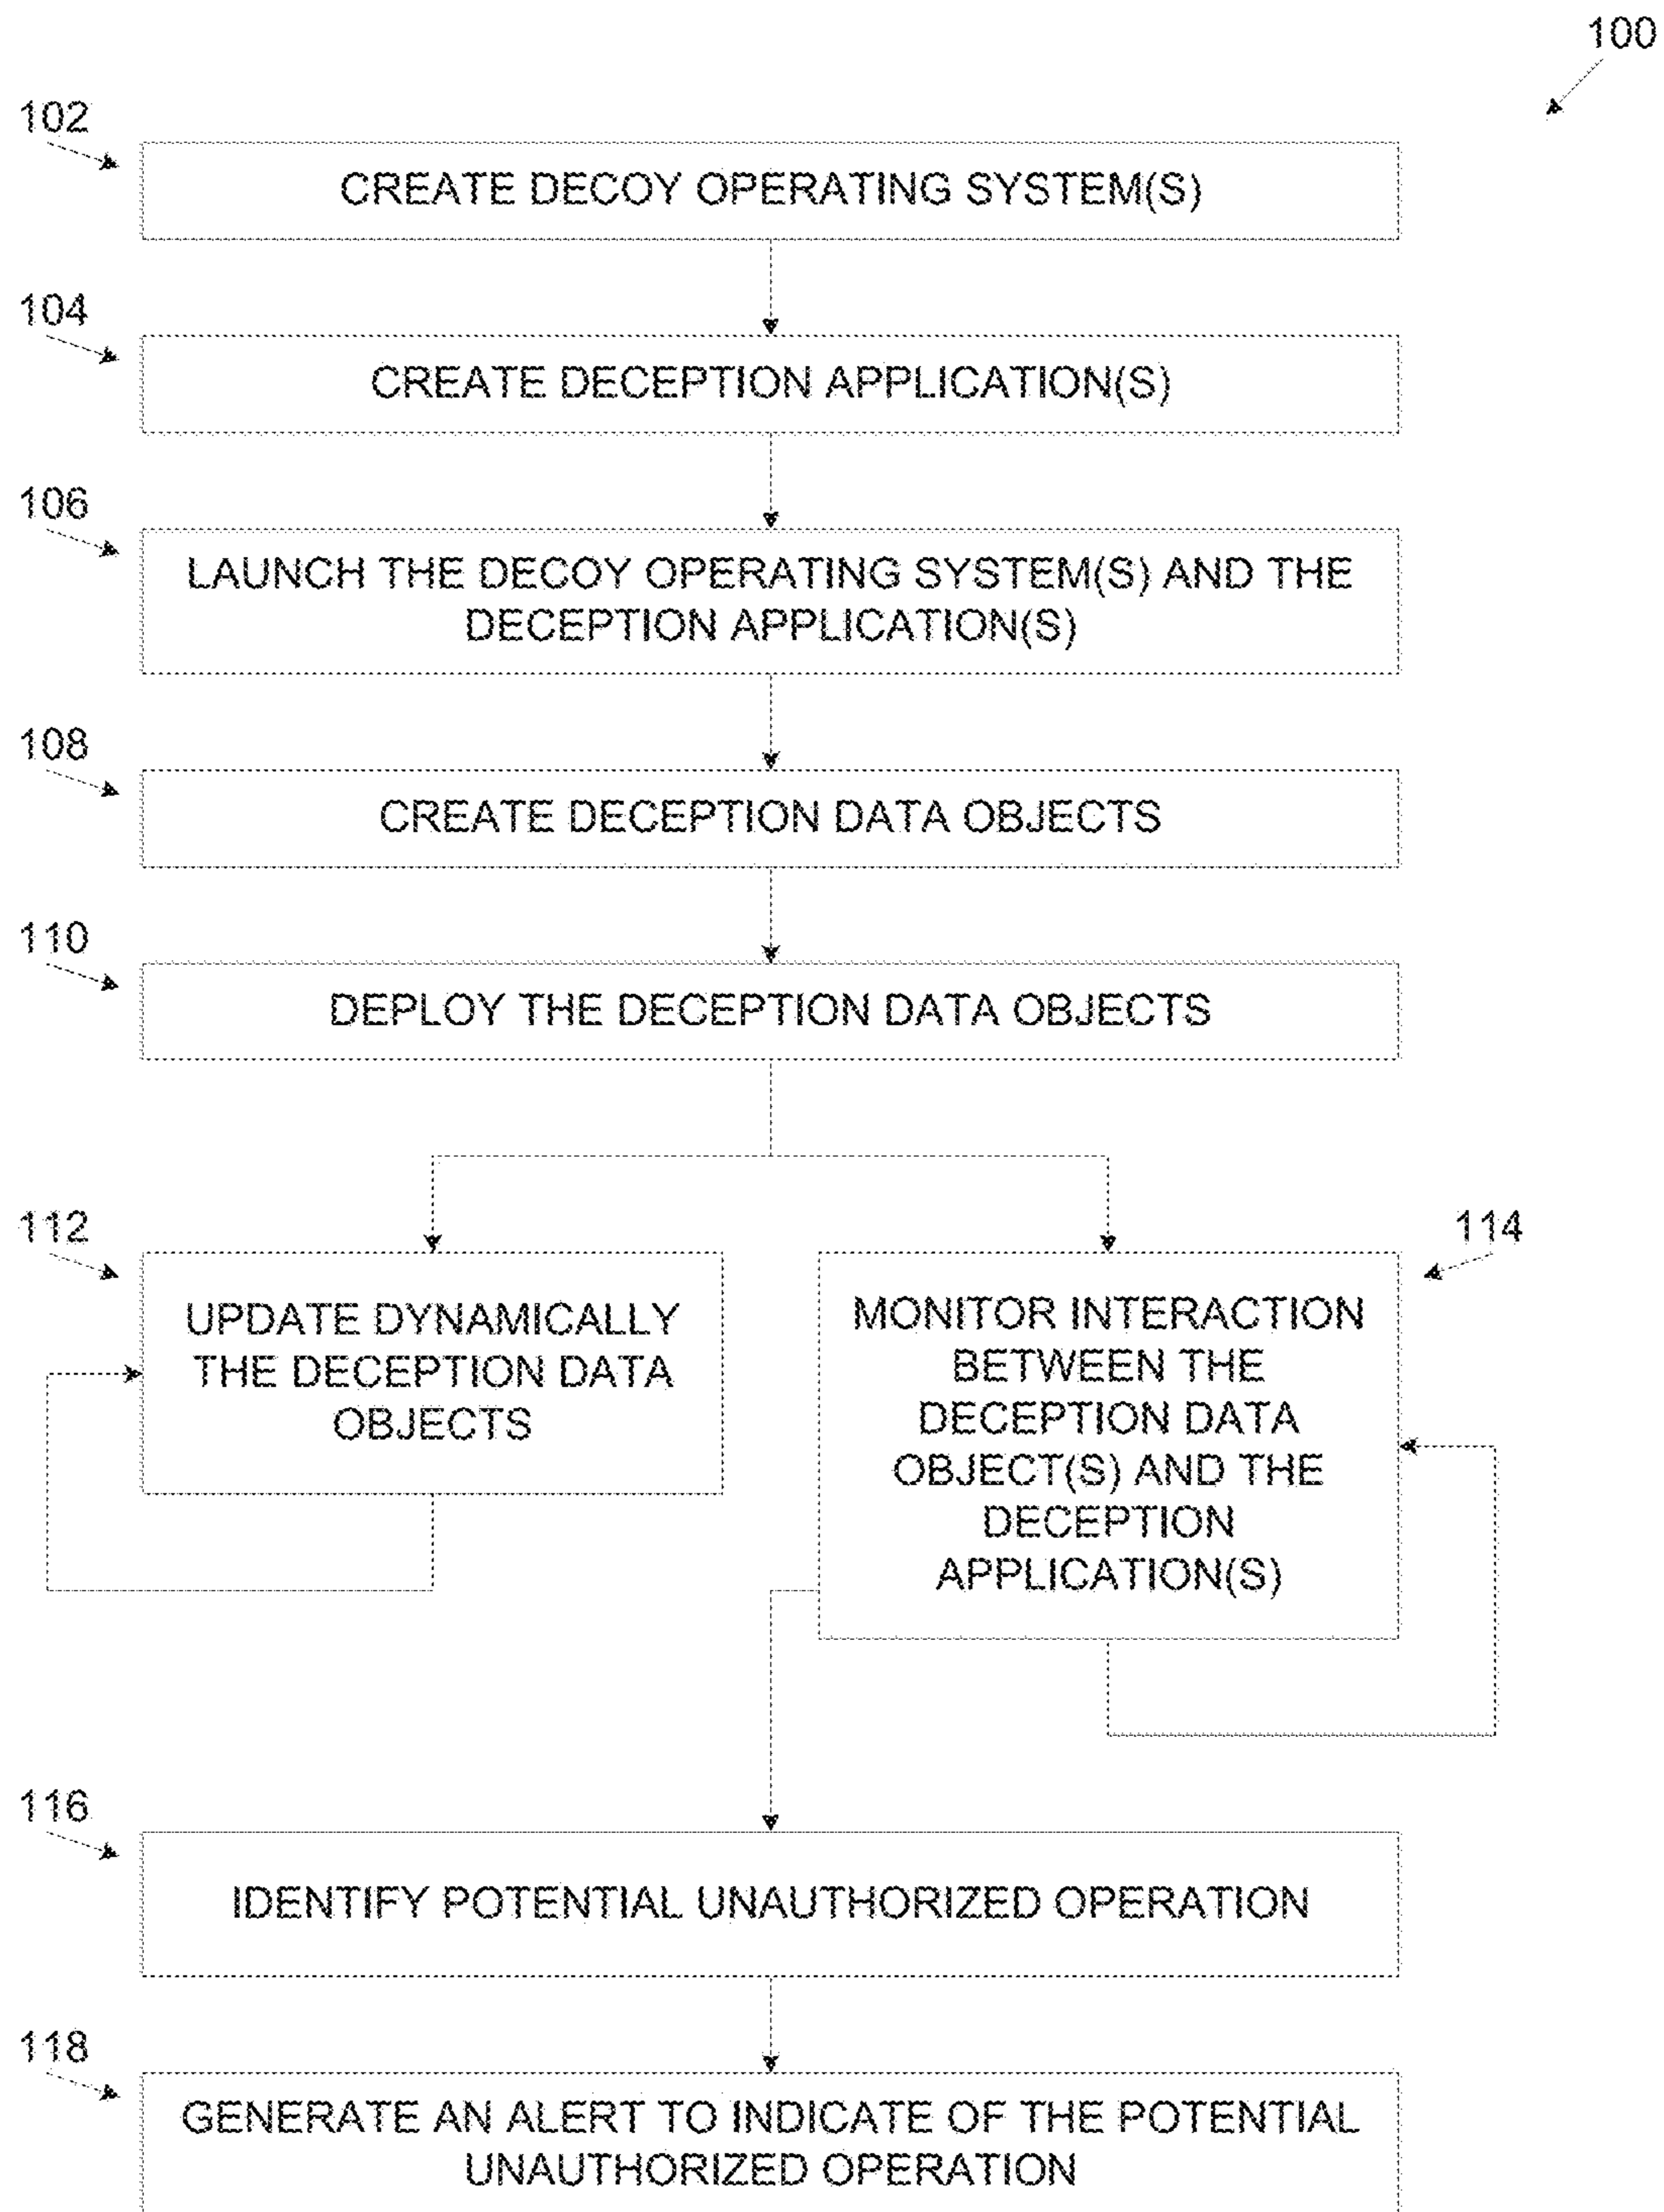 100
102
CREATE DECOY OPERATING SYSTEM(S)
104
CREATE DECEPTION APPLICATION(S)
106
LAUNCH THE DECOY OPERATING SYSTEM(S) AND THE
DECEPTION APPLICATION(S)
108
CREATE DECEPTION DATA OBJECTS
110
DEPLOY THE DECEPTION DATA OBJECTS
112
UPDATE DYNAMICALLY
THE DECEPTION DATA
OBJECTS
114
MONITOR INTERACTION
BETWEEN THE
DECEPTION DATA
OBJECT(S) AND THE
DECEPTION
APPLICATION(S)
116
IDENTIFY POTENTIAL UNAUTHORIZED OPERATION
118
GENERATE AN ALERT TO INDICATE OF THE POTENTIAL
UNAUTHORIZED OPERATION